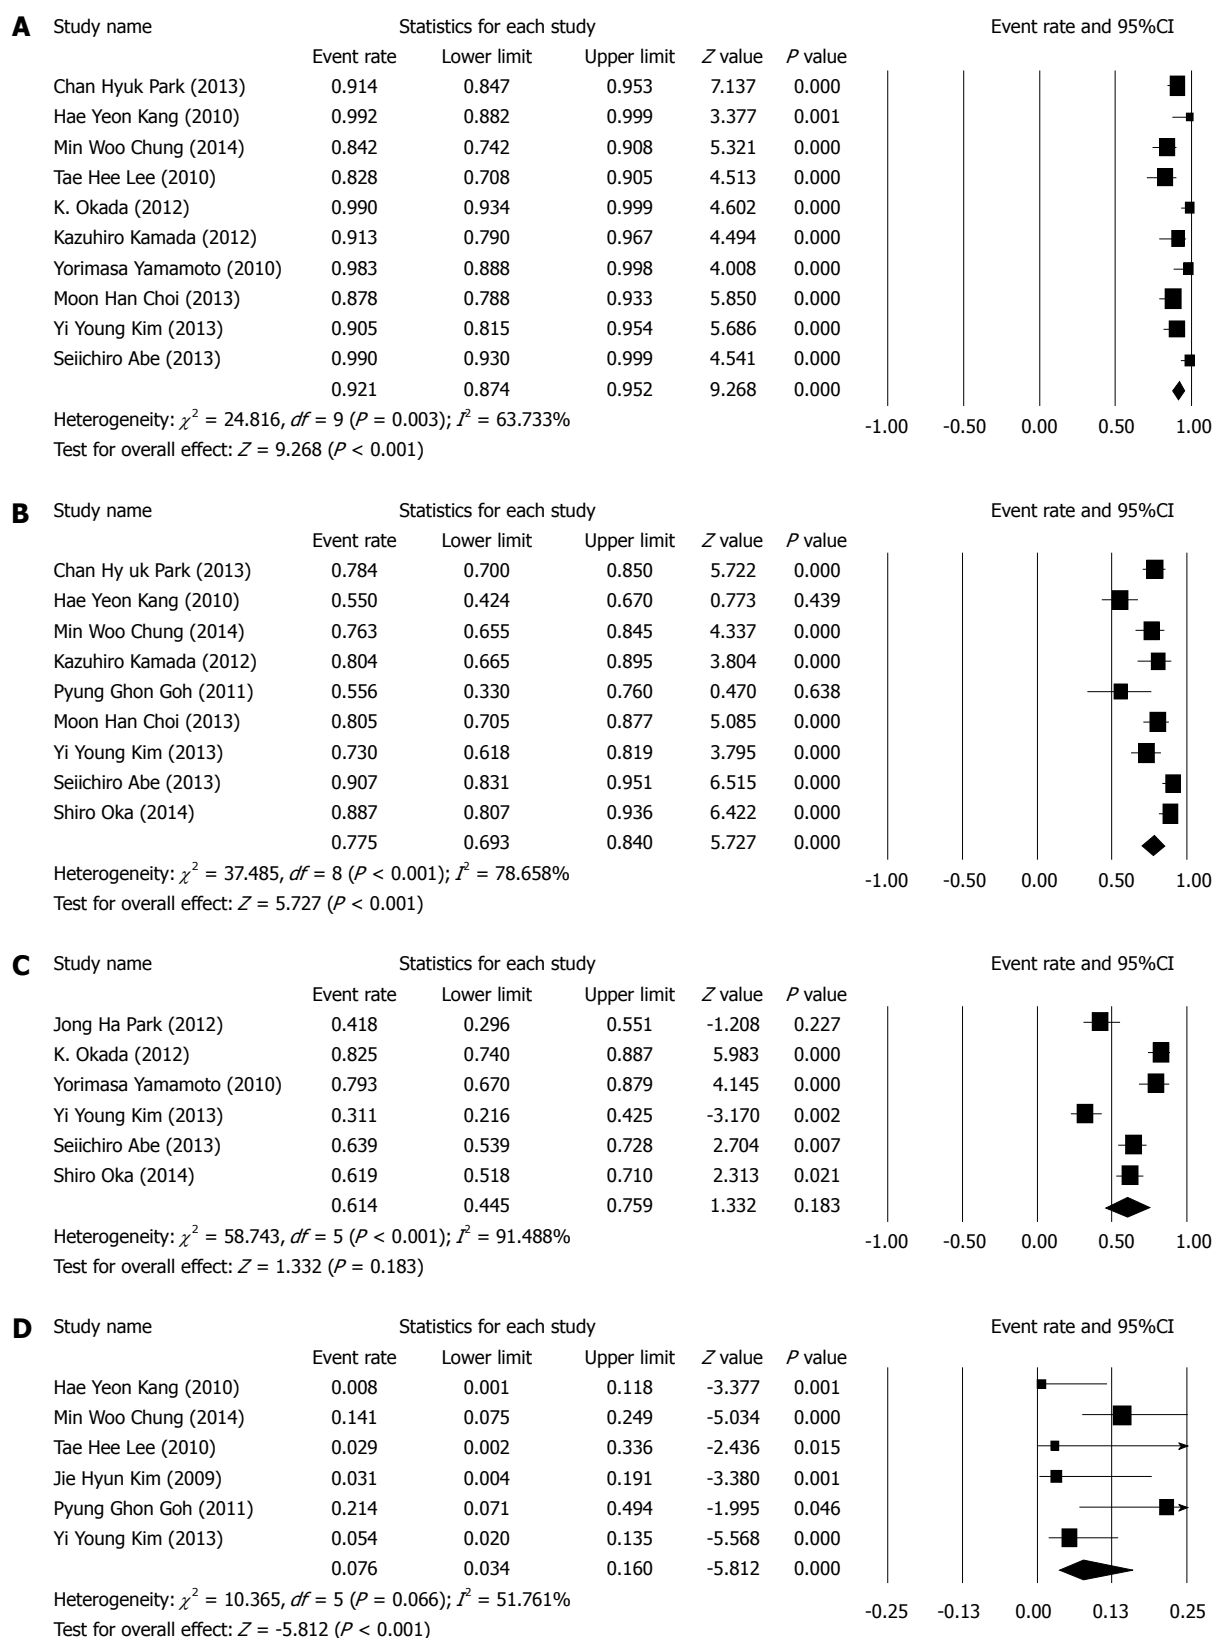 A Study name Statistics for each study Event rate and 95%CI
Event rate Lower limit Upper limit Z value P value
Chan Hyuk Park (2013) 0.914 0.847 0.953 7.137 0.000
Hae Yeon Kang (2010) 0.992 0.882 0.999 3.377 0.001
Min Woo Chung (2014) 0.842 0.742 0.908 5.321 0.000
Tae Hee Lee (2010) 0.828 0.708 0.905 4.513 0.000
K. Okada (2012) 0.990 0.934 0.999 4.602 0.000
Kazuhiro Kamada (2012) 0.913 0.790 0.967 4.494 0.000
Yorimasa Yamamoto (2010) 0.983 0.888 0.998 4.008 0.000
Moon Han Choi (2013) 0.878 0.788 0.933 5.850 0.000
Yi Young Kim (2013) 0.905 0.815 0.954 5.686 0.000
Seiichiro Abe (2013) 0.990 0.930 0.999 4.541 0.000
0.921 0.874 0.952 9.268 0.000
Heterogeneity: χ² = 24.816, df = 9 (P = 0.003); I² = 63.733%
-1.00 -0.50 0.00 0.50 1.00
Test for overall effect: Z = 9.268 (P < 0.001)
B Study name Statistics for each study Event rate and 95%CI
Event rate Lower limit Upper limit Z value P value
Chan Hy uk Park (2013) 0.784 0.700 0.850 5.722 0.000
Hae Yeon Kang (2010) 0.550 0.424 0.670 0.773 0.439
Min Woo Chung (2014) 0.763 0.655 0.845 4.337 0.000
Kazuhiro Kamada (2012) 0.804 0.665 0.895 3.804 0.000
Pyung Ghon Goh (2011) 0.556 0.330 0.760 0.470 0.638
Moon Han Choi (2013) 0.805 0.705 0.877 5.085 0.000
Yi Young Kim (2013) 0.730 0.618 0.819 3.795 0.000
Seiichiro Abe (2013) 0.907 0.831 0.951 6.515 0.000
Shiro Oka (2014) 0.887 0.807 0.936 6.422 0.000
0.775 0.693 0.840 5.727 0.000
Heterogeneity: χ² = 37.485, df = 8 (P < 0.001); I² = 78.658%
-1.00 -0.50 0.00 0.50 1.00
Test for overall effect: Z = 5.727 (P < 0.001)
C Study name Statistics for each study Event rate and 95%CI
Event rate Lower limit Upper limit Z value P value
Jong Ha Park (2012) 0.418 0.296 0.551 -1.208 0.227
K. Okada (2012) 0.825 0.740 0.887 5.983 0.000
Yorimasa Yamamoto (2010) 0.793 0.670 0.879 4.145 0.000
Yi Young Kim (2013) 0.311 0.216 0.425 -3.170 0.002
Seiichiro Abe (2013) 0.639 0.539 0.728 2.704 0.007
Shiro Oka (2014) 0.619 0.518 0.710 2.313 0.021
0.614 0.445 0.759 1.332 0.183
Heterogeneity: χ² = 58.743, df = 5 (P < 0.001); I² = 91.488%
-1.00 -0.50 0.00 0.50 1.00
Test for overall effect: Z = 1.332 (P = 0.183)
D Study name Statistics for each study Event rate and 95%CI
Event rate Lower limit Upper limit Z value P value
Hae Yeon Kang (2010) 0.008 0.001 0.118 -3.377 0.001
Min Woo Chung (2014) 0.141 0.075 0.249 -5.034 0.000
Tae Hee Lee (2010) 0.029 0.002 0.336 -2.436 0.015
Jie Hyun Kim (2009) 0.031 0.004 0.191 -3.380 0.001
Pyung Ghon Goh (2011) 0.214 0.071 0.494 -1.995 0.046
Yi Young Kim (2013) 0.054 0.020 0.135 -5.568 0.000
0.076 0.034 0.160 -5.812 0.000
Heterogeneity: χ² = 10.365, df = 5 (P = 0.066); I² = 51.761%
-0.25 -0.13 0.00 0.13 0.25
Test for overall effect: Z = -5.812 (P < 0.001)